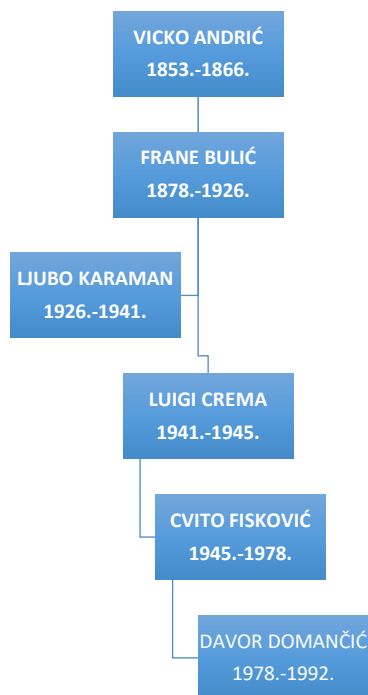 VICKO ANDRIĆ
1853.-1866.
FRANE BULIĆ
1878.-1926.
LJUBO KARAMAN
1926.-1941.
LUIGI CREMA
1941.-1945.
CVITO FISKOVIĆ
1945.-1978.
DAVOR DOMANČIĆ
1978.-1992.